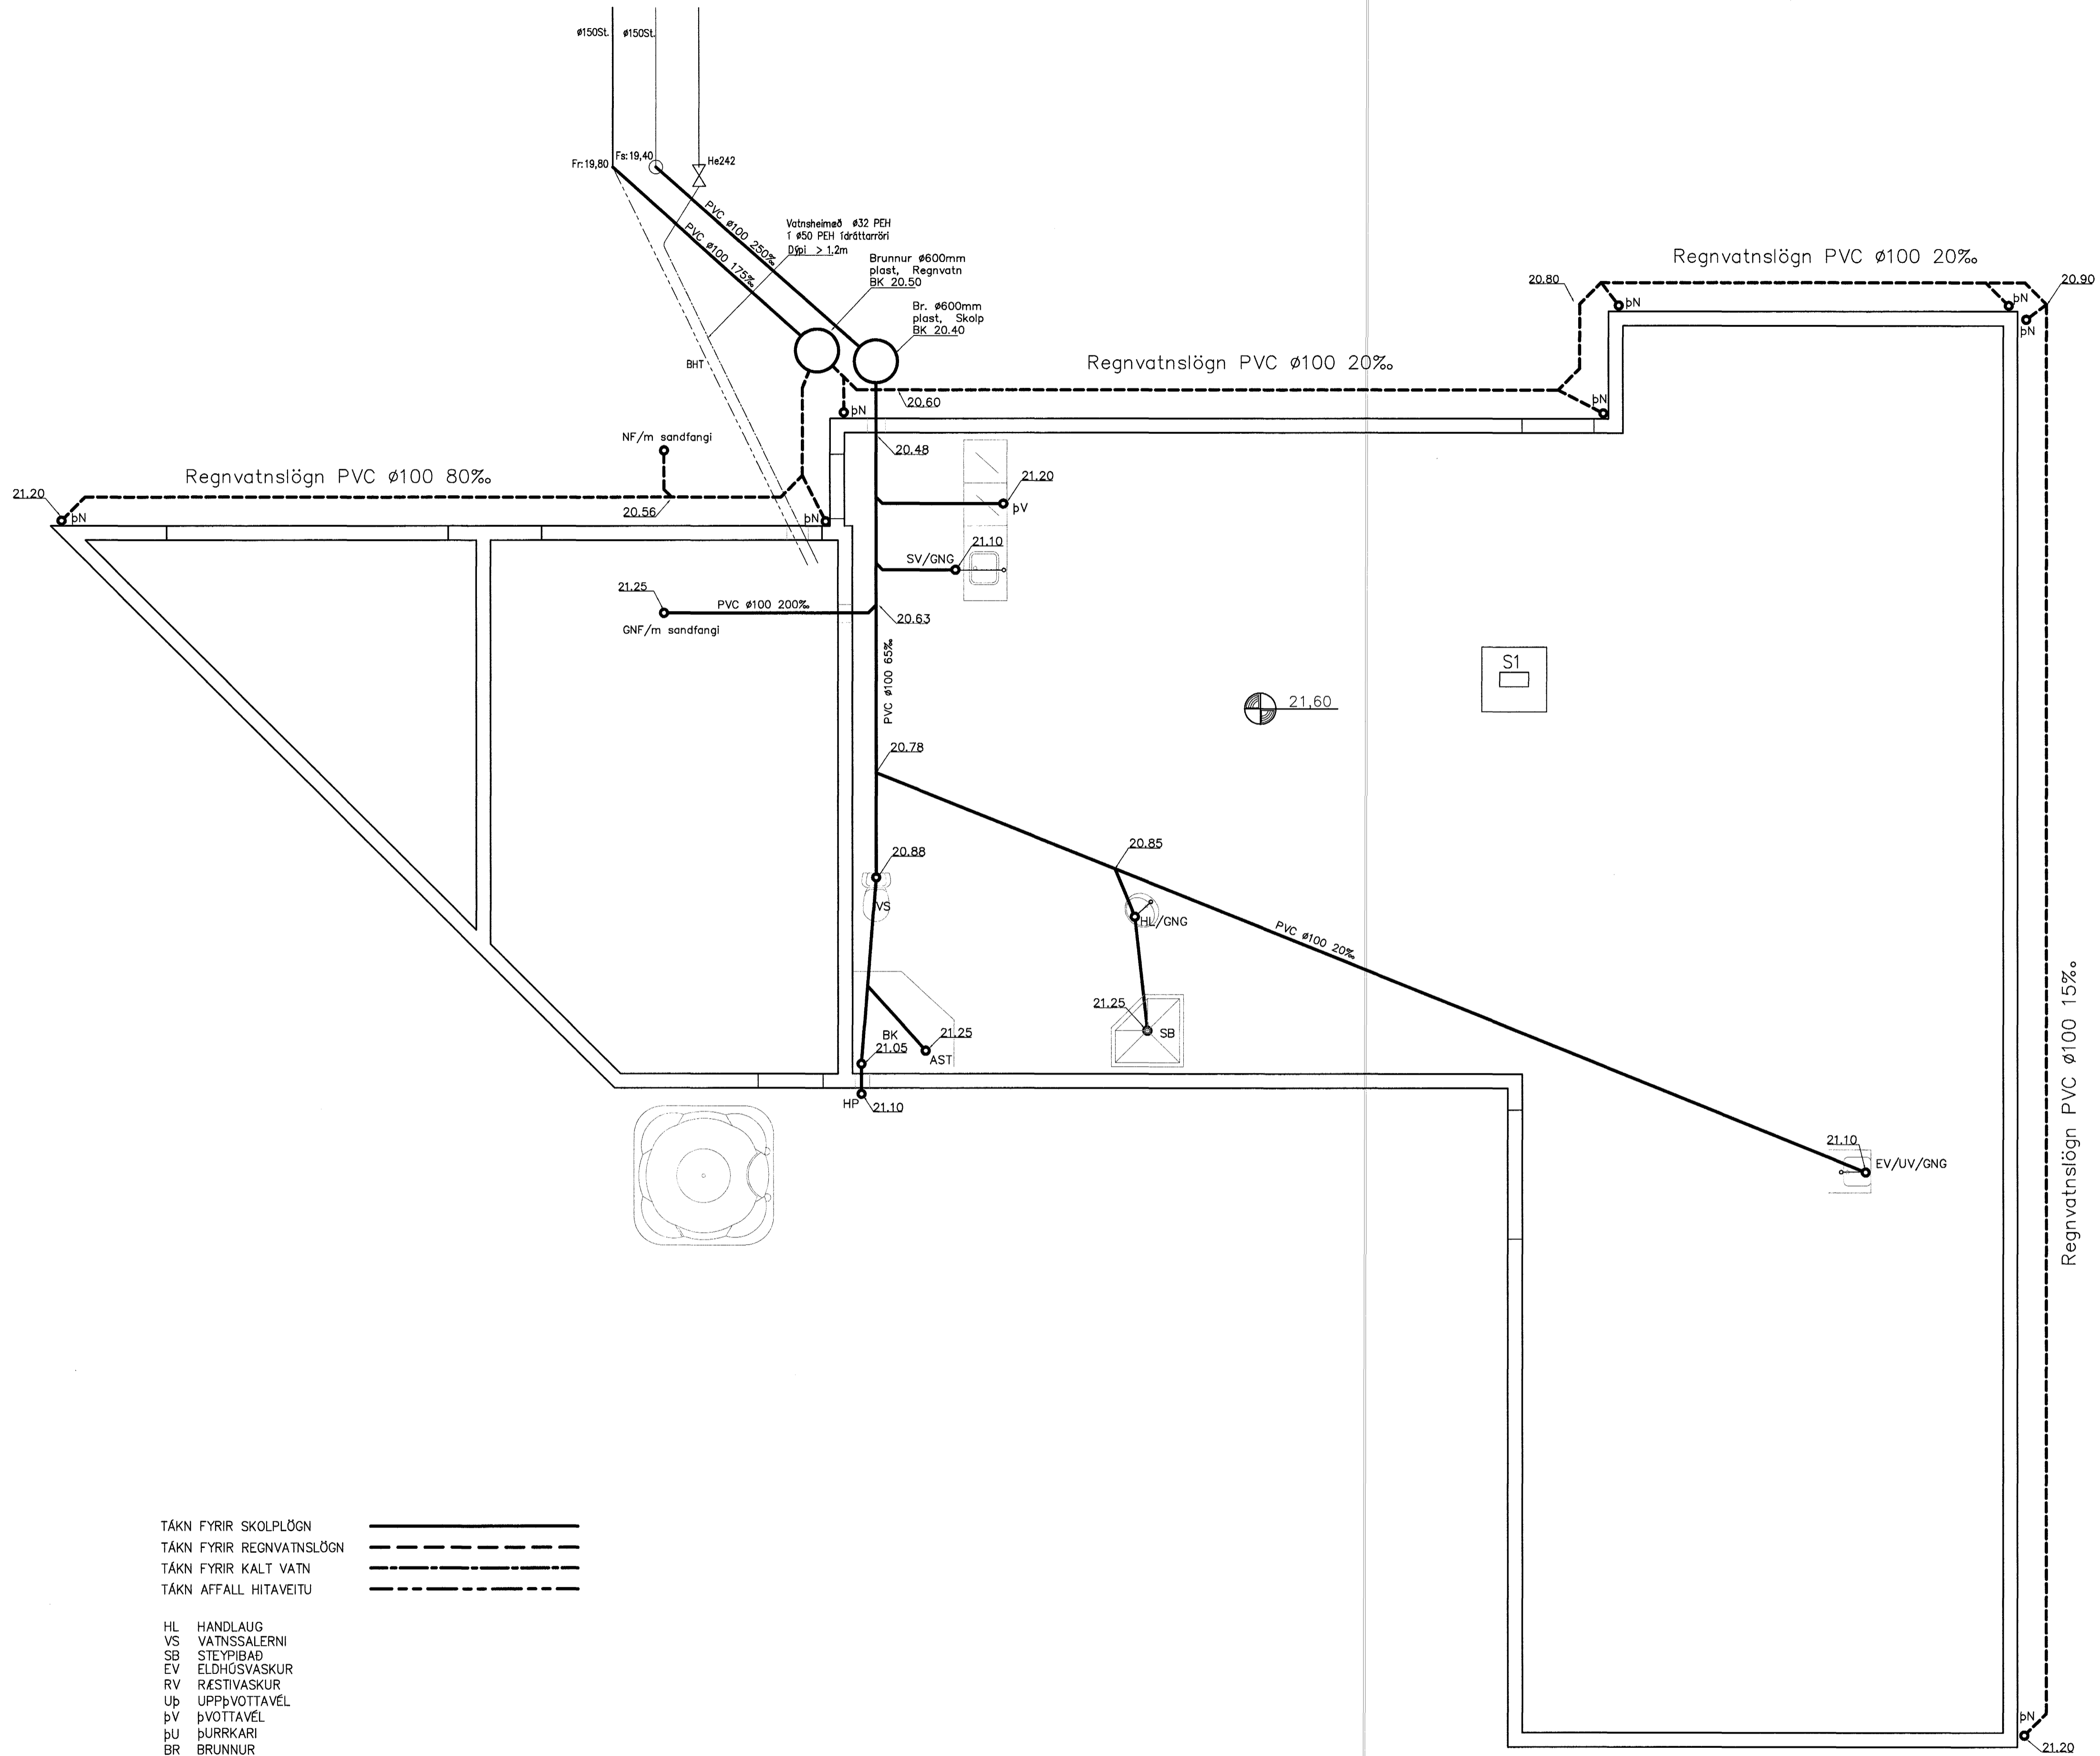 ø150St.
ø150St.
Fr:19,80
Fs:19,40
He242
PVC ø100 250‰
PVC ø100 175‰
Vatnsheimæð ø32 PEH
í ø50 PEH ídráttarröri
Dýpi > 1,2m
Brunnur ø600mm
plast, Regnvatn
BK 20.50
Br. ø600mm
plast, Skolp
BK 20.40
BHT
Regnvatnslögn PVC ø100 20‰
20.80
20.90
þN
þN
þN
Regnvatnslögn PVC ø100 20‰
20.60
þN
þN
NF/m sandfangi
20.48
Regnvatnslögn PVC ø100 80‰
21.20
þN
20.56
þN
21.20
þV
SV/GNG
21.10
21.25
PVC ø100 200‰
GNF/m sandfangi
20.63
PVC ø100 65‰
S1
21,60
20.78
20.85
20.88
VS
HL/GNG
PVC ø100 20‰
Regnvatnslögn PVC ø100 15‰
21.25
SB
BK
21.05
21.25
AST
HP
21.10
21.10
EV/UV/GNG
þN
21.20
TÁKN FYRIR SKOLPLÖGN
TÁKN FYRIR REGNVATNSLÖGN
TÁKN FYRIR KALT VATN
TÁKN AFFALL HITAVEITU
HL HANDLAUG
VS VATNSSALERNI
SB STEYPIBAÐ
EV ELDHÚSVASKUR
RV RÆSTIVASKUR
Uþ UPPþVOTTAVÉL
þV þVOTTAVÉL
þU þURRKARI
BR BRUNNUR